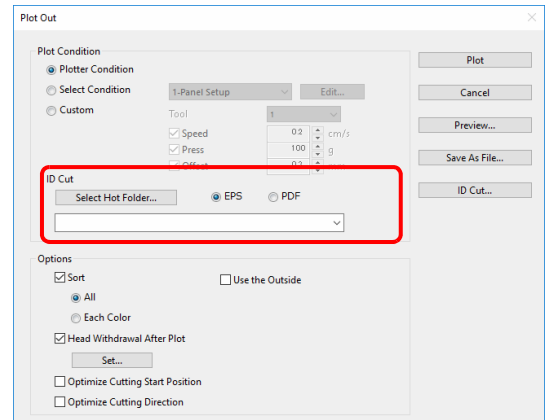 Plot Out
Plot Condition
Plotter Condition
Select Condition
1-Panel Setup
Edit...
Custom
Tool
1
Speed
0.2
cm/s
Press
100
g
Offset
0.3
ID Cut
Select Hot Folder...
EPS
PDF
Options
Sort
Use the Outside
All
Each Color
Head Withdrawal After Plot
Set...
Optimize Cutting Start Position
Optimize Cutting Direction
Plot
Cancel
Preview...
Save As File...
ID Cut...